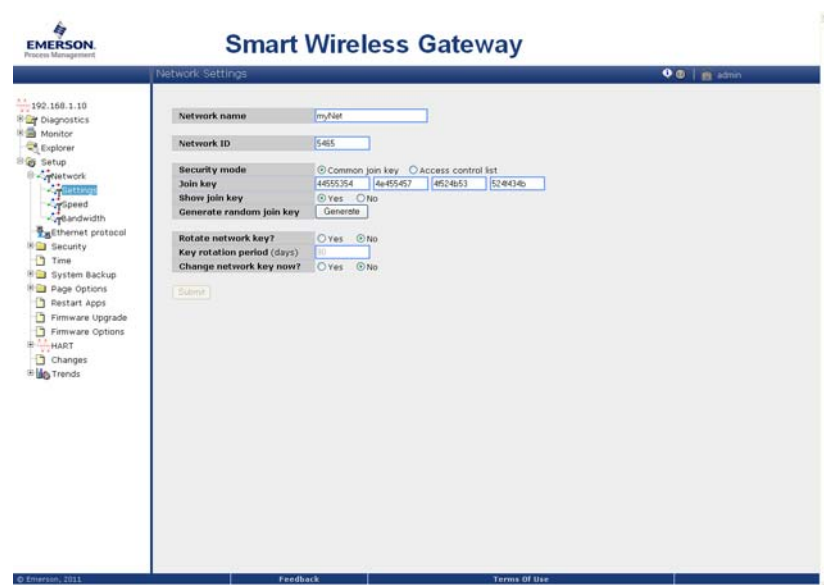 EMERSON.
Process Management
Smart Wireless Gateway
Network Settings
admin
192.168.1.10
Diagnostics
Monitor
Explorer
Setup
Network
Settings
Speed
Bandwidth
Ethernet protocol
Security
Time
System Backup
Page Options
Restart Apps
Firmware Upgrade
Firmware Options
HART
Changes
Trends
Network name myNet
Network ID 5465
Security mode Common join key Access control list
Join key 44555354 4e455457 4f524b53 524f434b
Show join key Yes No
Generate random join key Generate
Rotate network key? Yes No
Key rotation period (days) 90
Change network key now? Yes No
Submit
© Emerson, 2011 Feedback Terms Of Use